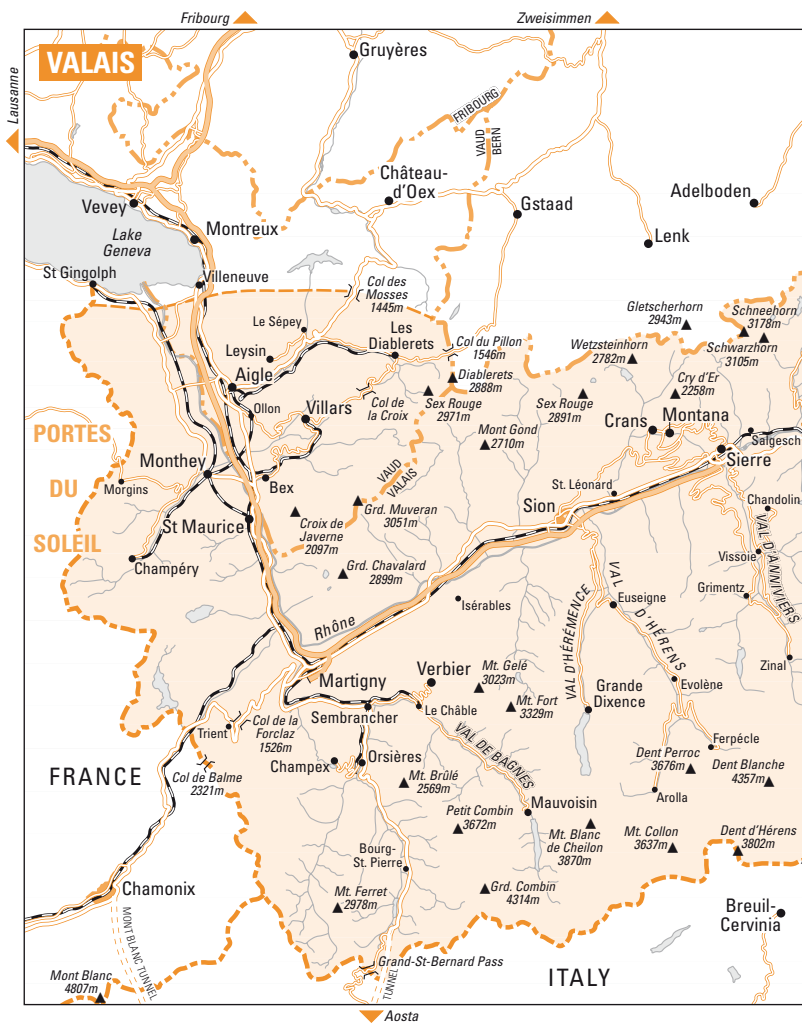 Fribourg
Zweisimmen
VALAIS
Lausanne
Gruyères
FRIBOURG
VAUD
BERN
Château-
d'Oex
Adelboden
Vevey
Gstaad
Lenk
Lake
Geneva
Montreux
St Gingolph
Villeneuve
Col des
Mosses
1445m
Gletscherhorn
2943m
Schneehorn
3178m
Le Sépey
Les
Diablerets
Col du Pillon
1546m
Wetzsteinhorn
2782m
Schwarzhorn
3105m
Leysin
Aigle
Diablerets
2888m
Col de
la Croix
Sex Rouge
2971m
Sex Rouge
2891m
Cry d'Er
2258m
Ollon
Villars
Mont Gond
2710m
Crans
Montana
Salgesch
Sierre
PORTES
DU
SOLEIL
Monthey
Morgins
Bex
VAUD
VALAIS
St. Léonard
Sion
Chandolin
St Maurice
Croix de
Javerne
2097m
Grd. Muveran
3051m
VAL D'ANNIVIERS
Vissoie
Champéry
Grd. Chavalard
2899m
Isérables
Grimentz
Euseigne
VAL D'HÉRÉMENCE
VAL D'HÉRENS
Rhône
Zinal
Martigny
Verbier
Mt. Gelé
3023m
Evolène
Sembrancher
Le Châble
Mt. Fort
3329m
Grande
Dixence
Trient
Col de la
Forclaz
1526m
VAL DE BAGNES
Ferpécle
FRANCE
Col de Balme
2321m
Champex
Orsières
Mt. Brûlé
2569m
Dent Perroc
3676m
Dent Blanche
4357m
Arolla
Petit Combin
3672m
Mauvoisin
Mt. Blanc
de Cheilon
3870m
Mt. Collon
3637m
Dent d'Hérens
3802m
Bourg-
St. Pierre
Chamonix
Mt. Ferret
2978m
Grd. Combin
4314m
Breuil-
Cervinia
MONT BLANC TUNNEL
Grand-St-Bernard Pass
TUNNEL
ITALY
Mont Blanc
4807m
Aosta